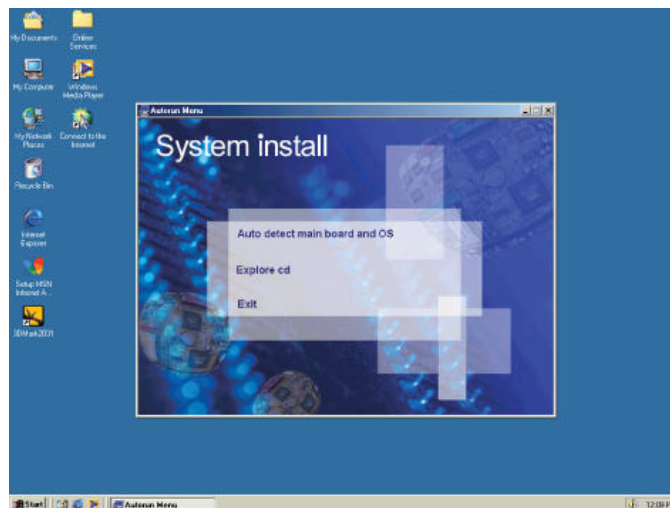 My Documents
Online
Services
My Computer
Windows
Media Player
My Network
Places
Connect to the
Internet
Recycle Bin
Internet
Explorer
Setup MSN
Internet A...
3DMark2001
Autorun Menu
System install
Auto detect main board and OS
Explore cd
Exit
Start
Autorun Menu
12:09 P